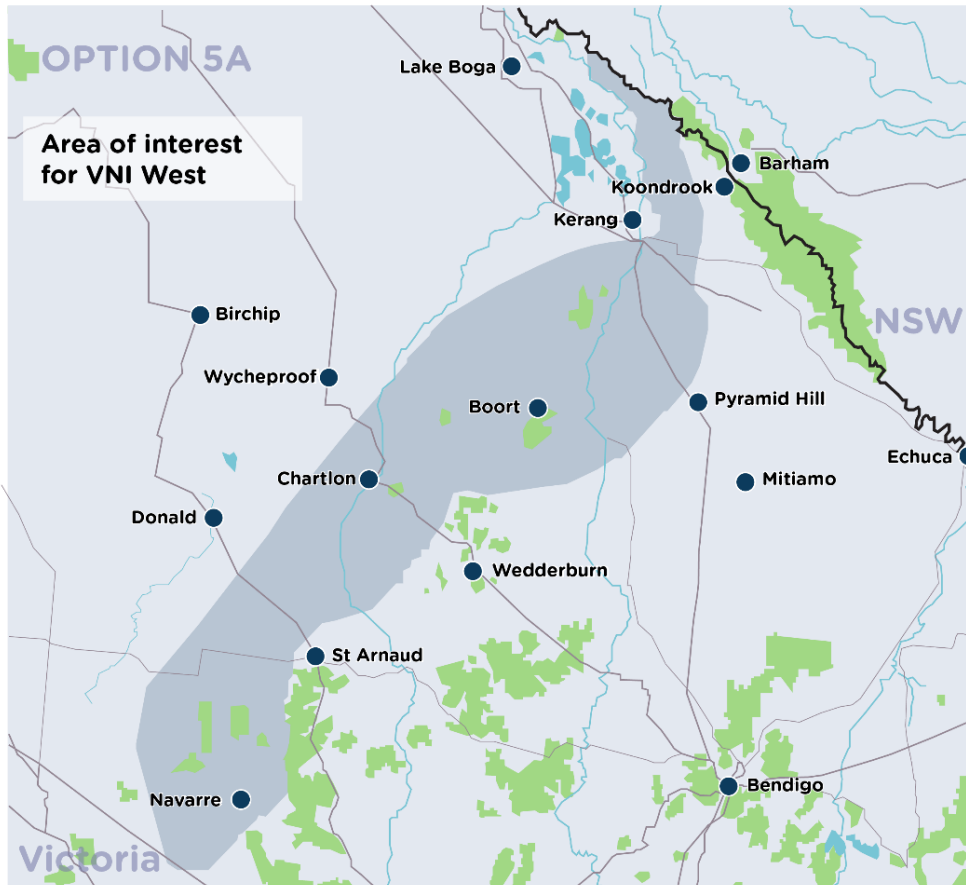 OPTION 5A
Area of interest
for VNI West
Lake Boga
Barham
Koondrook
Kerang
Birchip
NSW
Wycheproof
Boort
Pyramid Hill
Echuca
Chartlon
Mitiamo
Donald
Wedderburn
St Arnaud
Bendigo
Navarre
Victoria